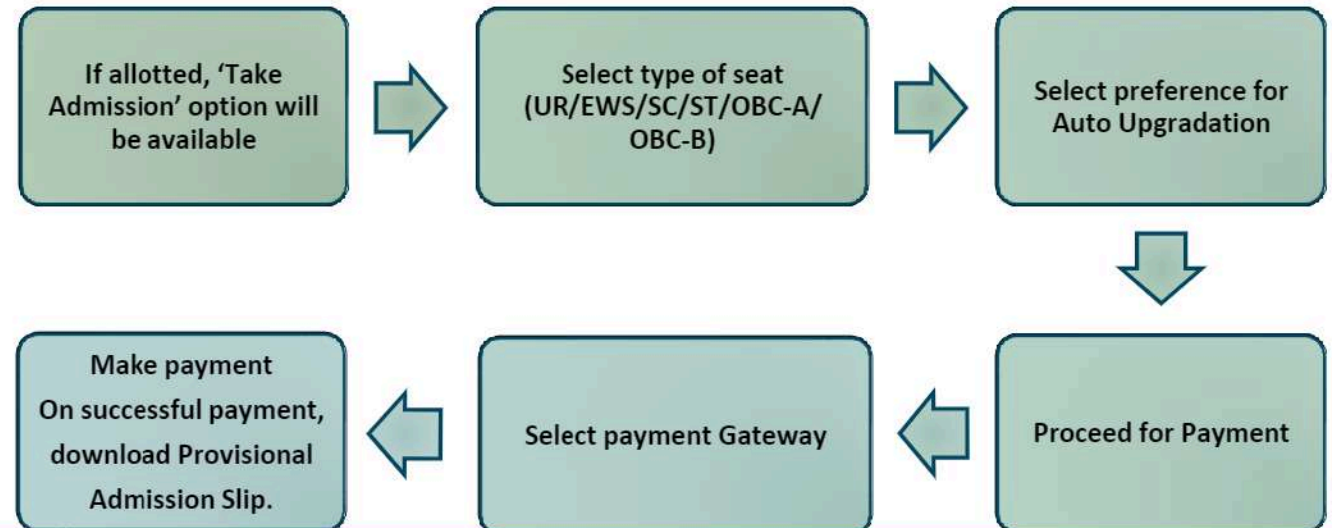 If allotted, ‘Take
Admission’ option will
be available
Select type of seat
(UR/EWS/SC/ST/OBC-A/
OBC-B)
Select preference for
Auto Upgradation
Proceed for Payment
Select payment Gateway
Make payment
On successful payment,
download Provisional
Admission Slip.